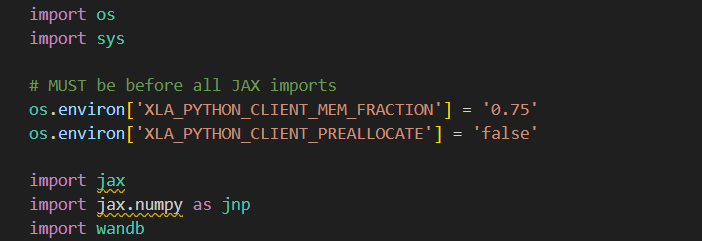 import os
import sys
# MUST be before all JAX imports
os.environ['XLA_PYTHON_CLIENT_MEM_FRACTION'] = '0.75'
os.environ['XLA_PYTHON_CLIENT_PREALLOCATE'] = 'false'
import jax
import jax.numpy as jnp
import wandb